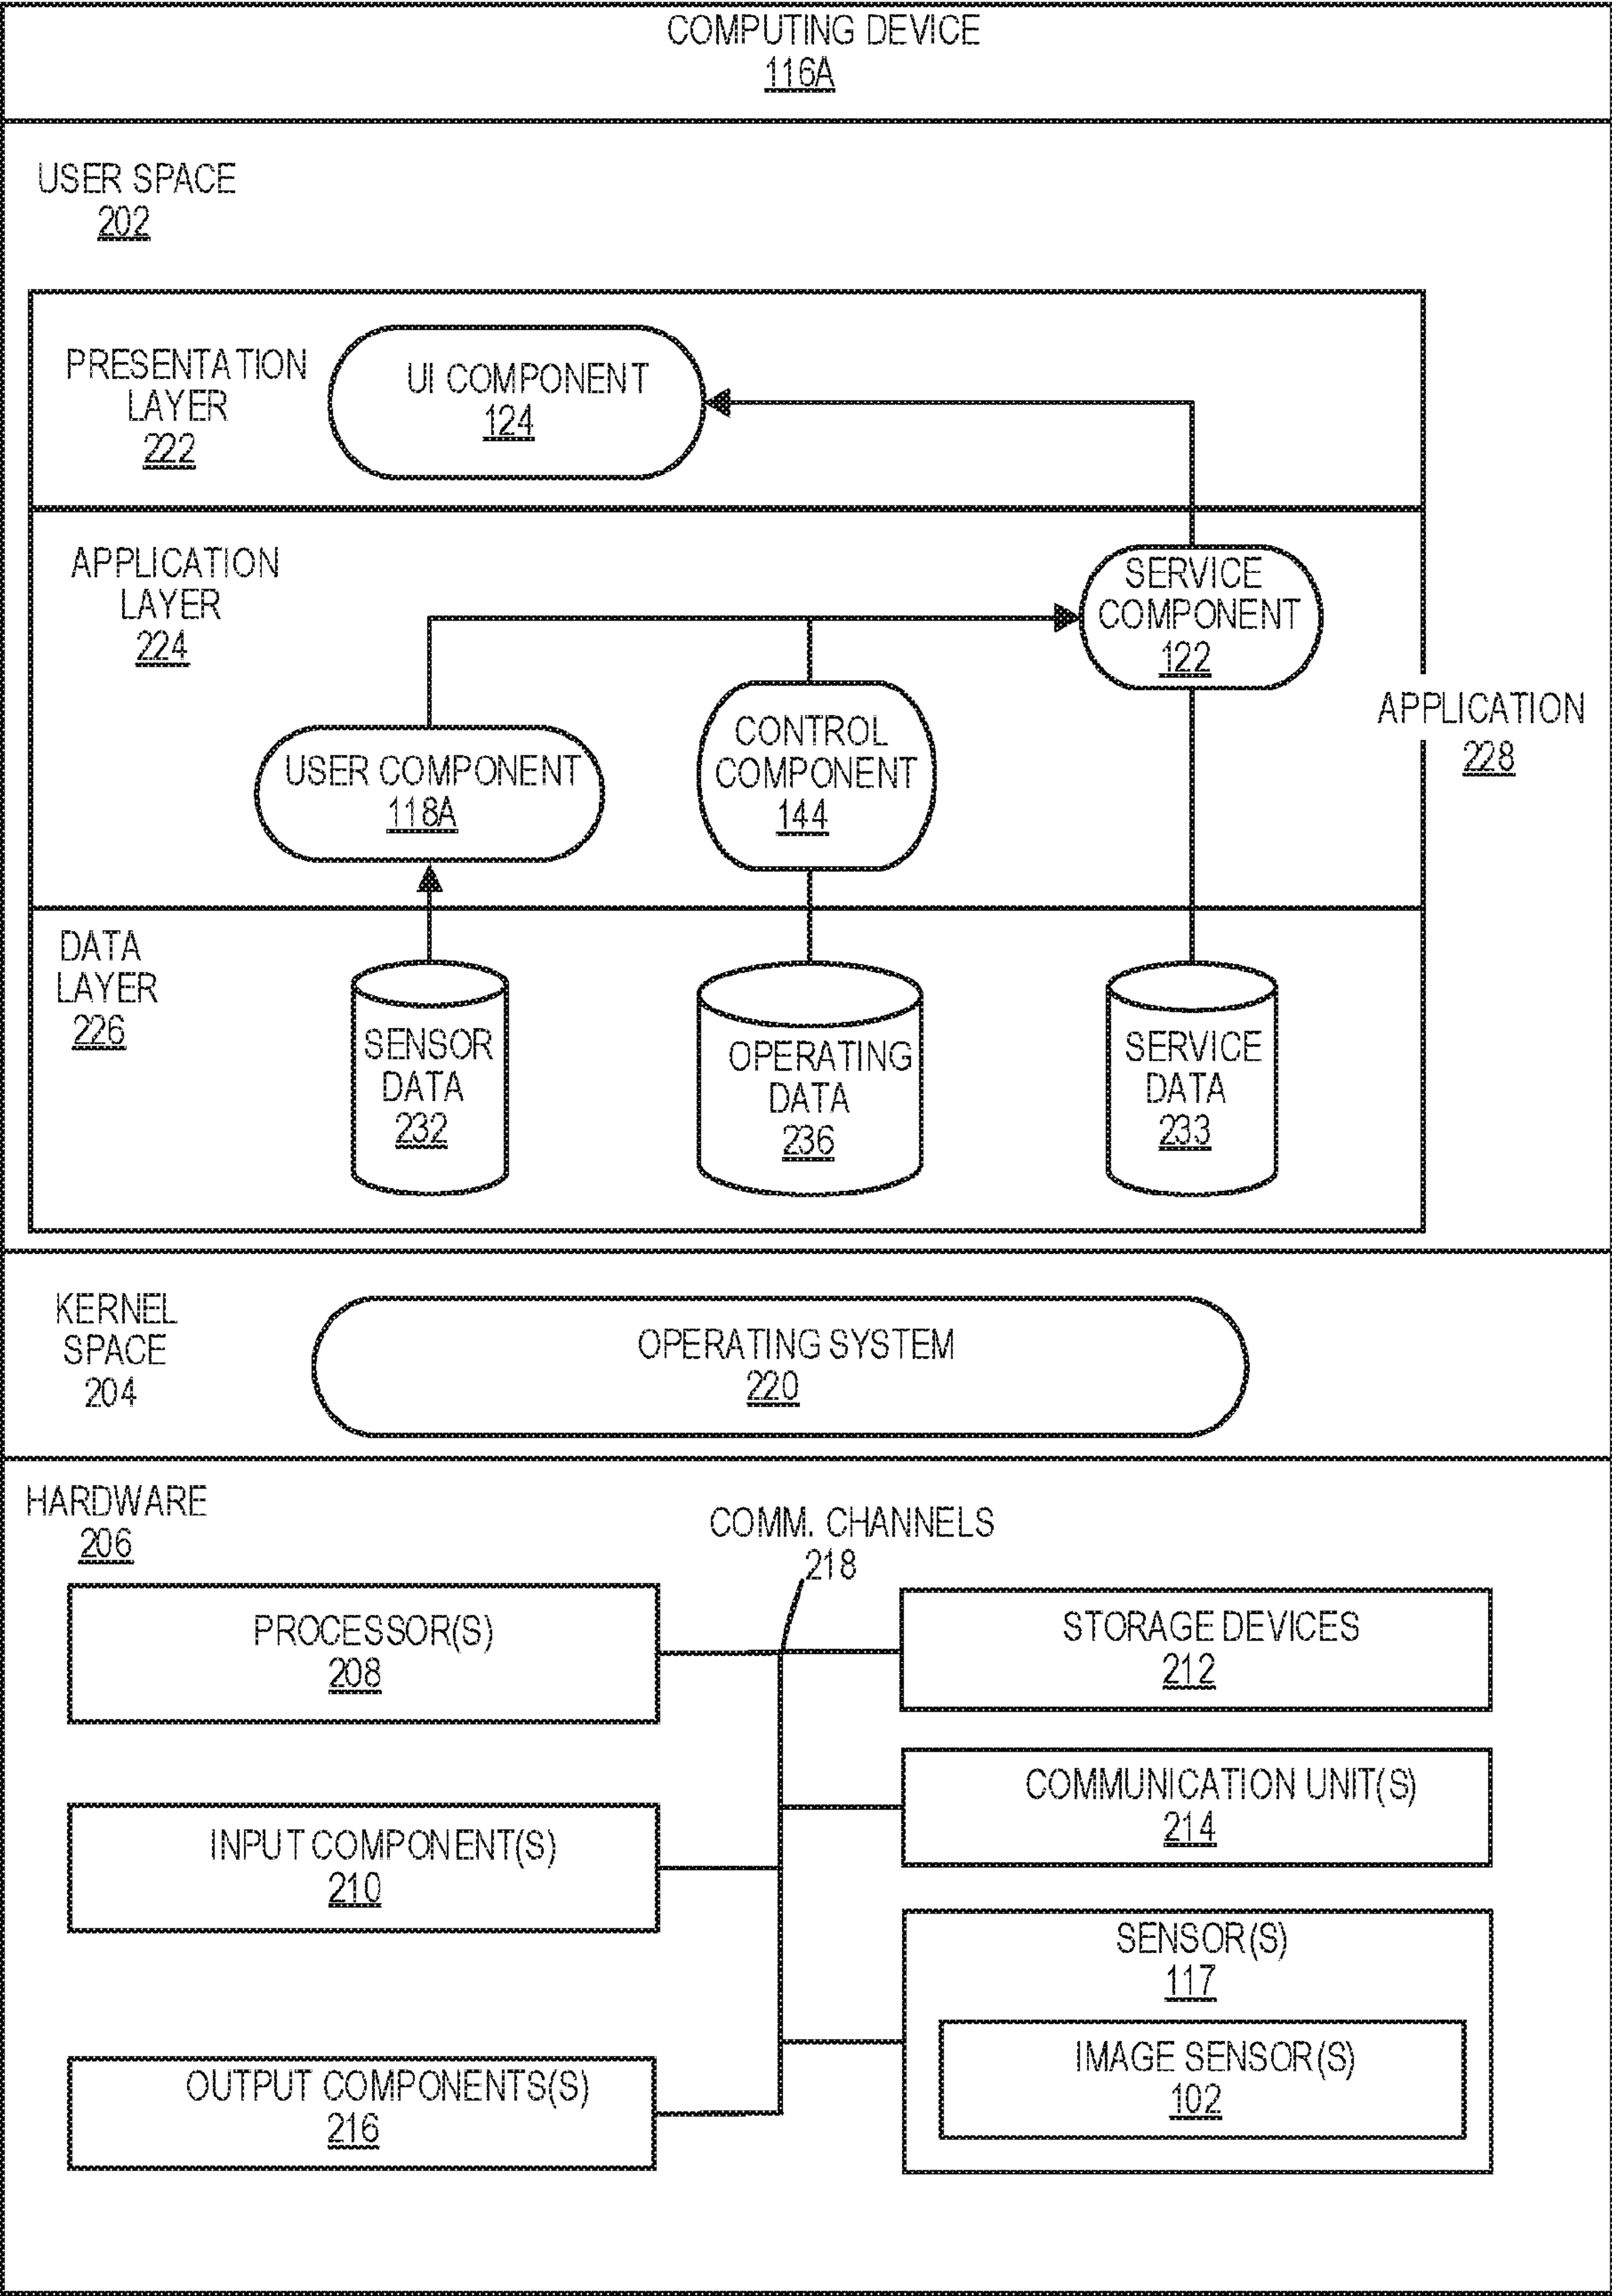 COMPUTING DEVICE
116A
USER SPACE
202
PRESENTATION
LAYER
222
UI COMPONENT
124
APPLICATION
LAYER
224
SERVICE
COMPONENT
122
CONTROL
COMPONENT
144
USER COMPONENT
118A
APPLICATION
228
DATA
LAYER
226
SENSOR
DATA
232
OPERATING
DATA
236
SERVICE
DATA
233
KERNEL
SPACE
204
OPERATING SYSTEM
220
HARDWARE
206
COMM. CHANNELS
218
PROCESSOR(S)
208
STORAGE DEVICES
212
INPUT COMPONENT(S)
210
COMMUNICATION UNIT(S)
214
OUTPUT COMPONENTS(S)
216
SENSOR(S)
117
IMAGE SENSOR(S)
102